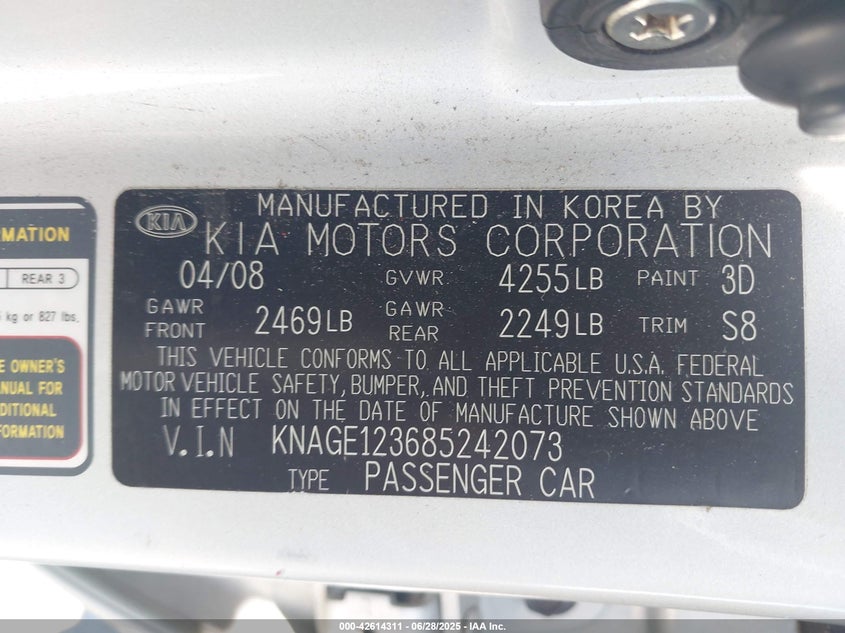 MATION
REAR 3
kg or 827 lbs.
E OWNER'S
ANUAL FOR
DITIONAL
FORMATION
KIA
MANUFACTURED IN KOREA BY
KIA MOTORS CORPORATION
04/08 GVWR 4255LB PAINT 3D
GAWR FRONT 2469LB GAWR REAR 2249LB TRIM S8
THIS VEHICLE CONFORMS TO ALL APPLICABLE U.S.A. FEDERAL
MOTOR VEHICLE SAFETY, BUMPER, AND THEFT PREVENTION STANDARDS
IN EFFECT ON THE DATE OF MANUFACTURE SHOWN ABOVE
V.I.N KNAGE123685242073
TYPE PASSENGER CAR
000-42614311 - 06/28/2025 - IAA Inc.